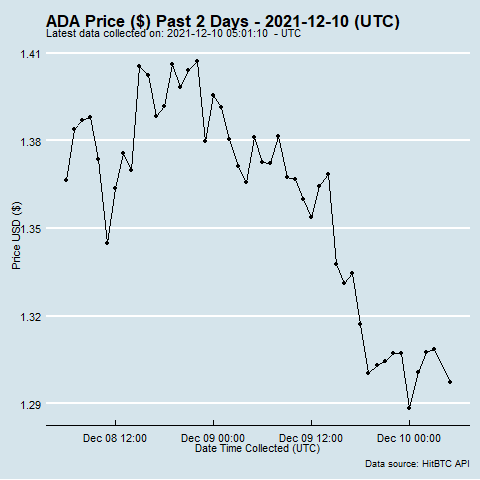 ADA Price ($) Past 2 Days - 2021-12-10 (UTC)
Latest data collected on: 2021-12-10 05:01:10 - UTC
1.41
1.38
1.35
1.32
1.29
Price USD ($)
Dec 08 12:00 Dec 09 00:00 Dec 09 12:00 Dec 10 00:00
Date Time Collected (UTC)
Data source: HitBTC API